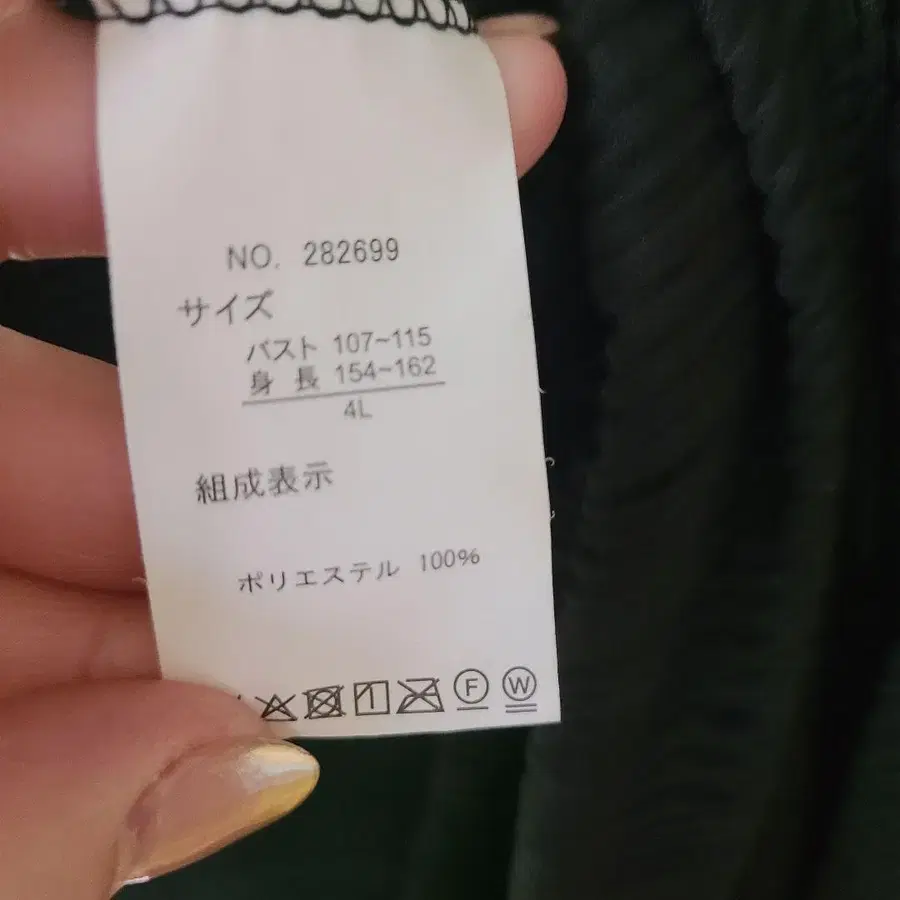 NO. 282699
サイズ
バスト 107~115
身 長 154~162
4L
組成表示
ポリエステル 100%
F W